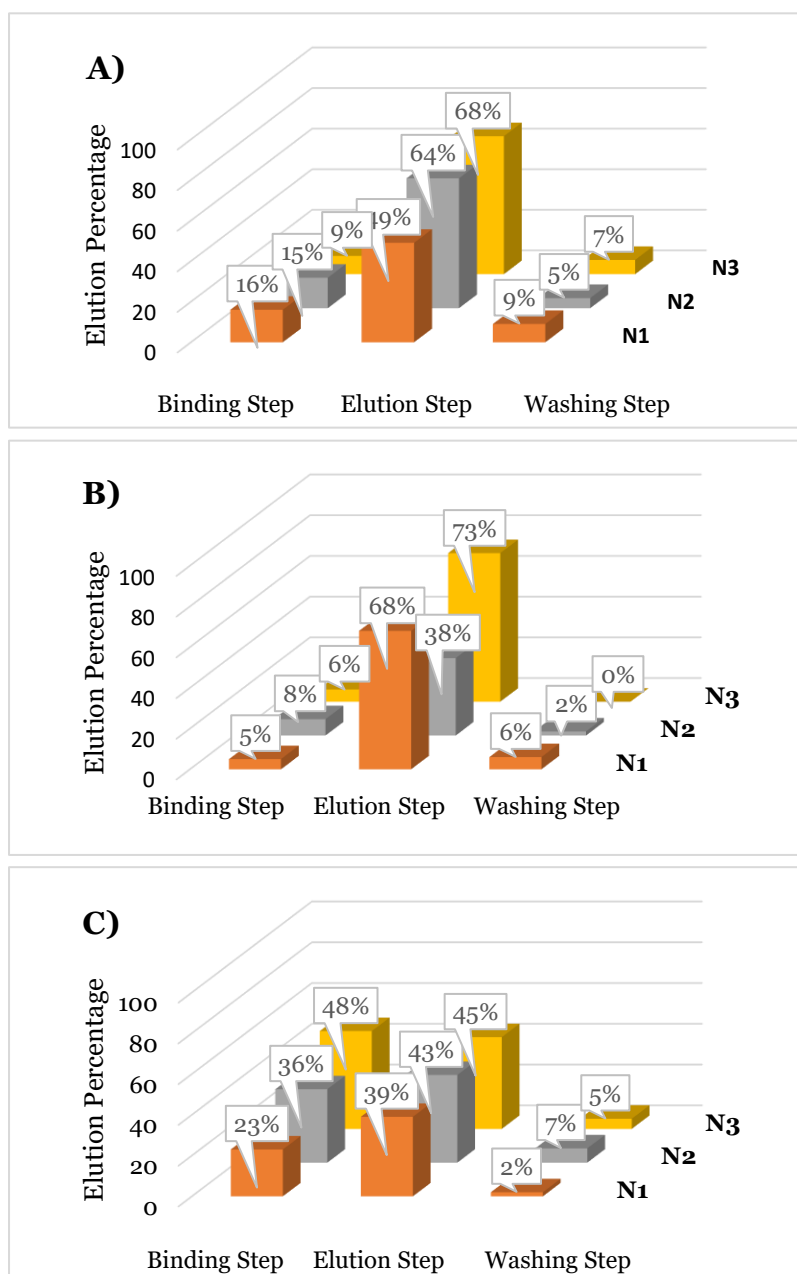 A)
Elution Percentage
100
80
60
40
20
0
16%
15%
9%
49%
64%
68%
9%
5%
7%
N3
N2
N1
Binding Step Elution Step Washing Step
B)
Elution Percentage
100
80
60
40
20
0
5%
8%
6%
68%
38%
73%
6%
2%
0%
N3
N2
N1
Binding Step Elution Step Washing Step
C)
Elution Percentage
100
80
60
40
20
0
23%
36%
48%
39%
43%
45%
2%
7%
5%
N3
N2
N1
Binding Step Elution Step Washing Step